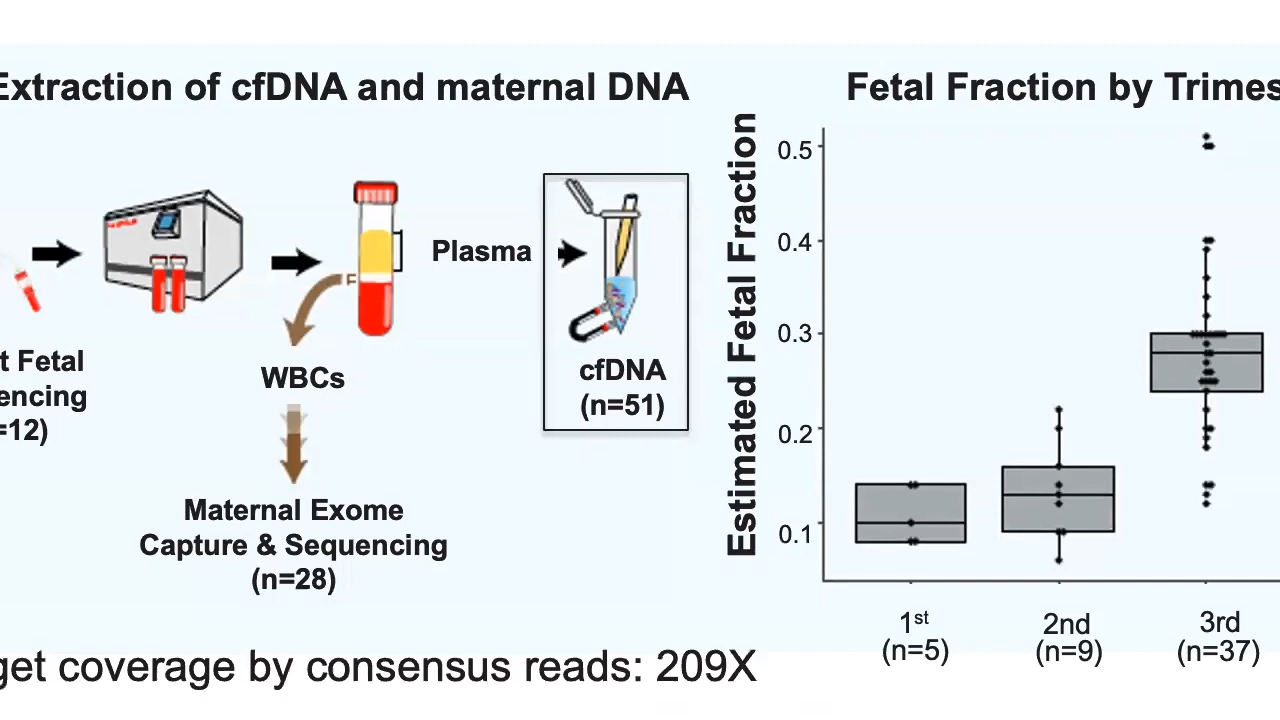 Extraction of cfDNA and maternal DNA
Plasma
WBCs
cfDNA
(n=51)
t Fetal
encing
=12)
Maternal Exome
Capture & Sequencing
(n=28)
get coverage by consensus reads: 209X
Fetal Fraction by Trimes
Estimated Fetal Fraction
0.5
0.4
0.3
0.2
0.1
1st
(n=5)
2nd
(n=9)
3rd
(n=37)